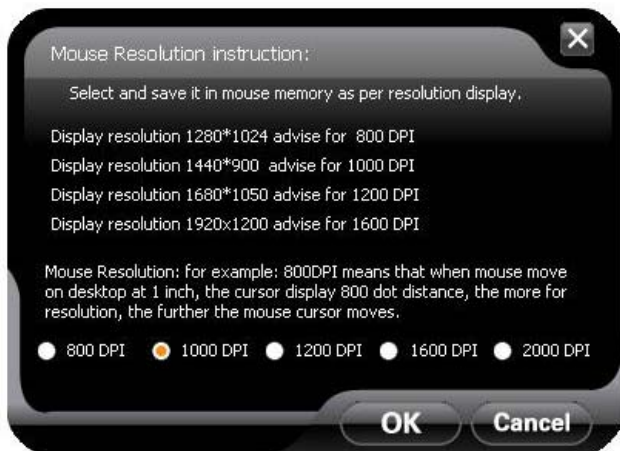 Mouse Resolution instruction:
Select and save it in mouse memory as per resolution display.
Display resolution 1280*1024 advise for 800 DPI
Display resolution 1440*900 advise for 1000 DPI
Display resolution 1680*1050 advise for 1200 DPI
Display resolution 1920x1200 advise for 1600 DPI
Mouse Resolution: for example: 800DPI means that when mouse move
on desktop at 1 inch, the cursor display 800 dot distance, the more for
resolution, the further the mouse cursor moves.
800 DPI 1000 DPI 1200 DPI 1600 DPI 2000 DPI
OK Cancel